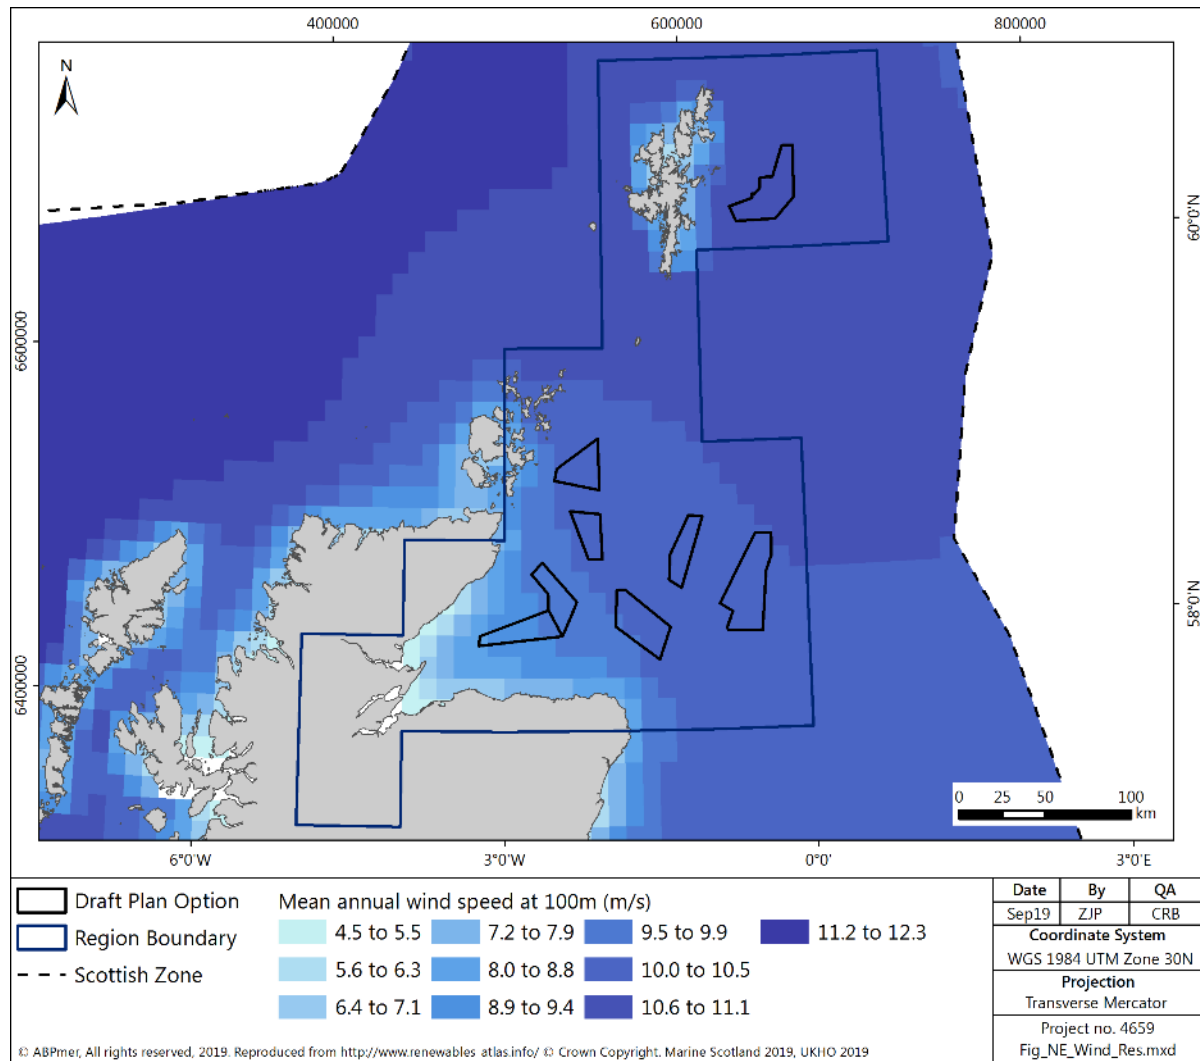 400000 600000 800000
N
60°0'N
6600000
58°0'N
6400000
0 25 50 100
km
6°0'W 3°0'W 0°0' 3°0'E
Draft Plan Option
Region Boundary
Scottish Zone
Mean annual wind speed at 100m (m/s)
4.5 to 5.5 7.2 to 7.9 9.5 to 9.9 11.2 to 12.3
5.6 to 6.3 8.0 to 8.8 10.0 to 10.5
6.4 to 7.1 8.9 to 9.4 10.6 to 11.1
Date By QA
Sep19 ZJP CRB
Coordinate System
WGS 1984 UTM Zone 30N
Projection
Transverse Mercator
Project no. 4659
Fig_NE_Wind_Res.mxd
© ABPmer, All rights reserved, 2019. Reproduced from http://www.renewables-atlas.info/ © Crown Copyright. Marine Scotland 2019, UKHO 2019